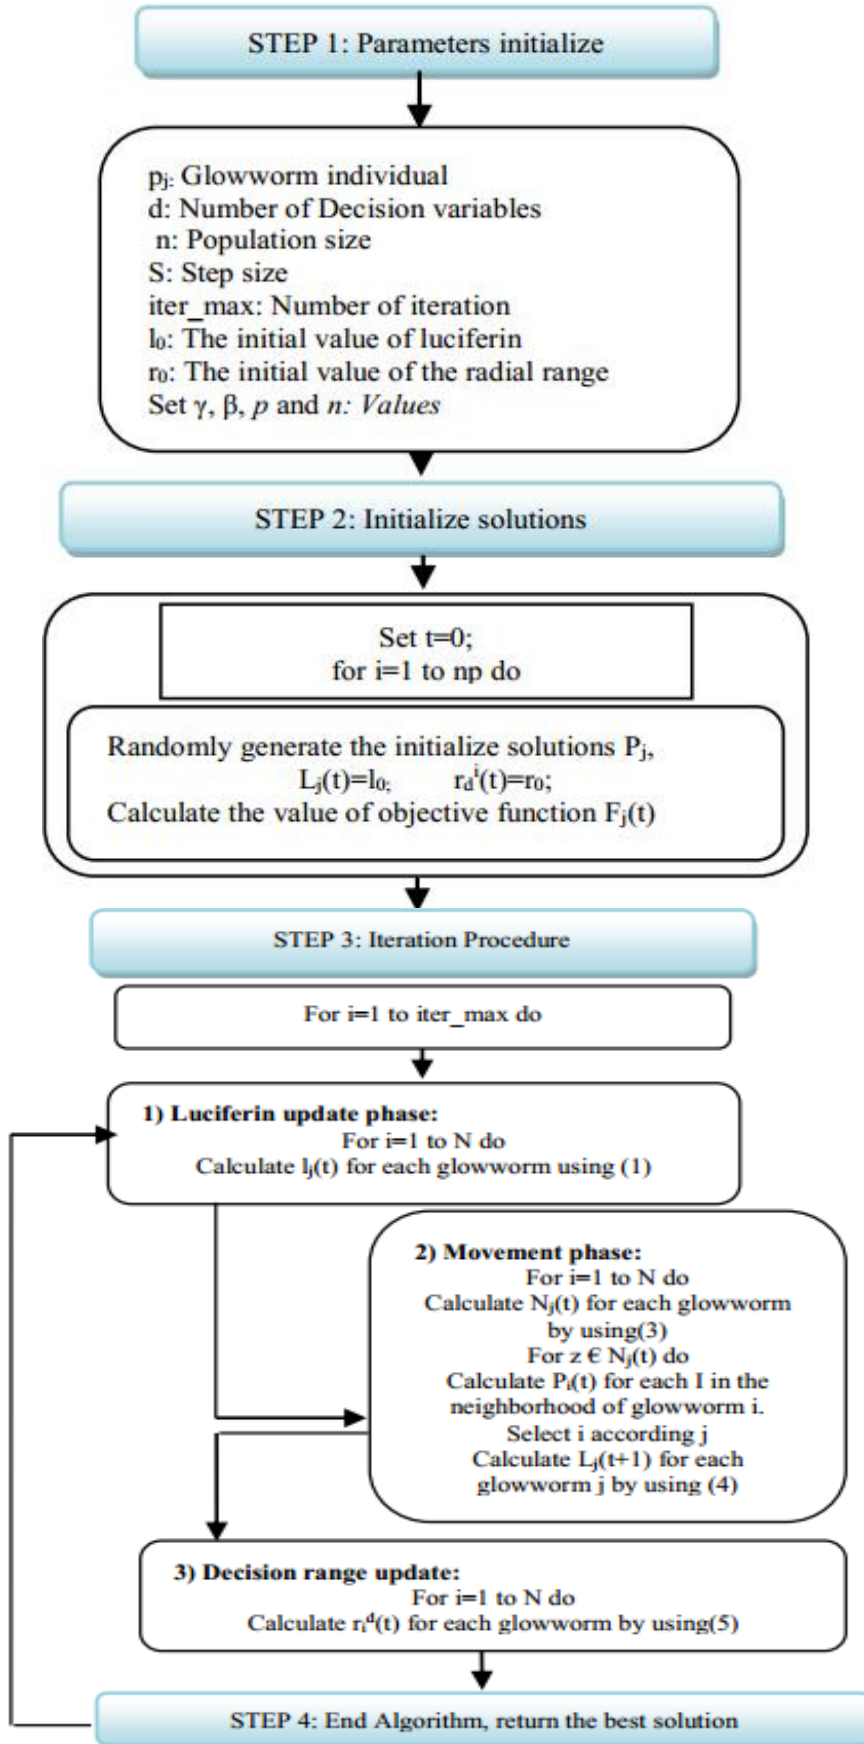 STEP 1: Parameters initialize
pⱼ: Glowworm individual
d: Number of Decision variables
n: Population size
S: Step size
iter_max: Number of iteration
l₀: The initial value of luciferin
r₀: The initial value of the radial range
Set γ, β, p and n: Values
STEP 2: Initialize solutions
Set t=0;
for i=1 to np do
Randomly generate the initialize solutions Pⱼ,
Lⱼ(t)=l₀; r_dⁱ(t)=r₀;
Calculate the value of objective function Fⱼ(t)
STEP 3: Iteration Procedure
For i=1 to iter_max do
1) Luciferin update phase:
For i=1 to N do
Calculate lⱼ(t) for each glowworm using (1)
2) Movement phase:
For i=1 to N do
Calculate Nⱼ(t) for each glowworm
by using(3)
For z € Nⱼ(t) do
Calculate Pᵢ(t) for each I in the
neighborhood of glowworm i.
Select i according j
Calculate Lⱼ(t+1) for each
glowworm j by using (4)
3) Decision range update:
For i=1 to N do
Calculate rᵢᵈ(t) for each glowworm by using(5)
STEP 4: End Algorithm, return the best solution